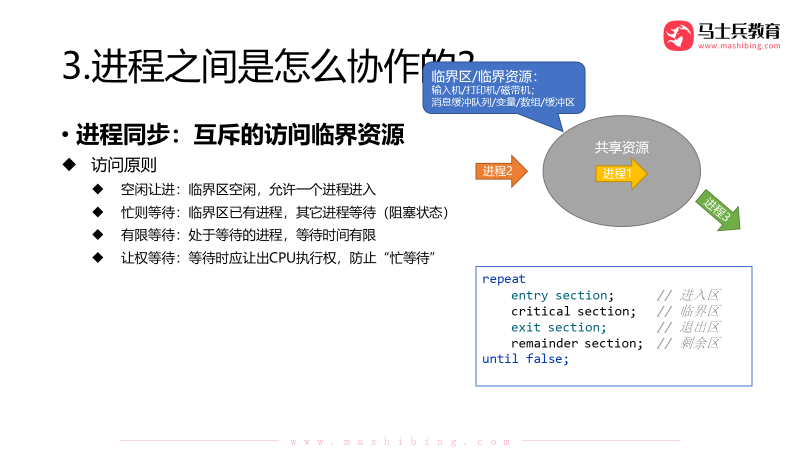 马士兵教育
www.mashibing.com
3.进程之间是怎么协作的?
临界区/临界资源：
输入机/打印机/磁带机；
消息缓冲队列/变量/数组/缓冲区
• 进程同步：互斥的访问临界资源
◆ 访问原则
◆ 空闲让进：临界区空闲，允许一个进程进入
◆ 忙则等待：临界区已有进程，其它进程等待（阻塞状态）
◆ 有限等待：处于等待的进程，等待时间有限
◆ 让权等待：等待时应让出CPU执行权，防止“忙等待”
共享资源
进程2
进程1
进程3
repeat
entry section; // 进入区
critical section; // 临界区
exit section; // 退出区
remainder section; // 剩余区
until false;
www.mashibing.com